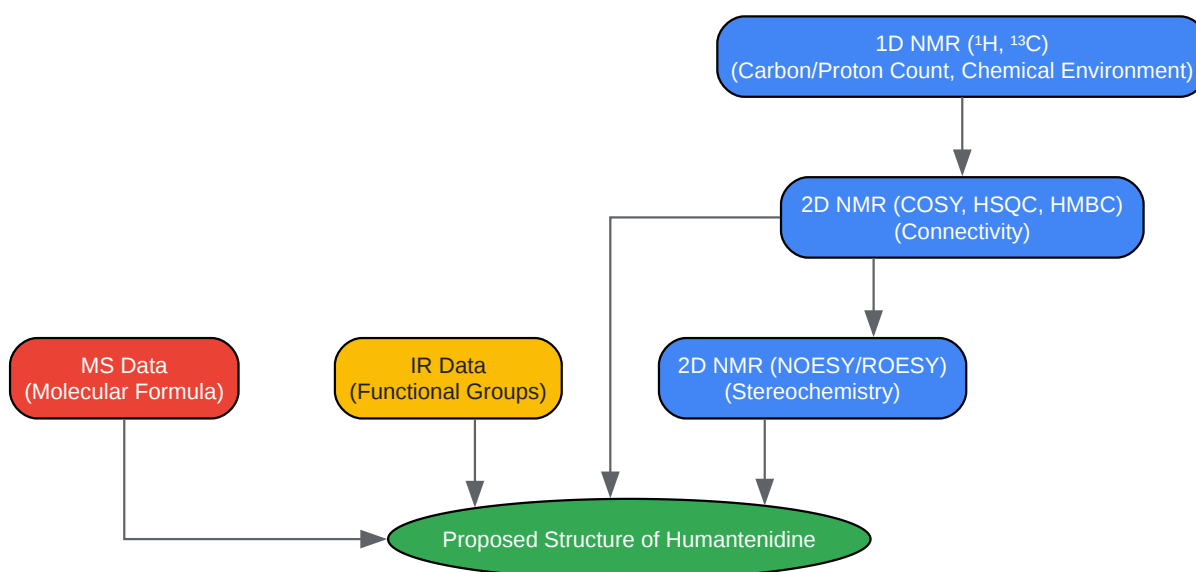 1D NMR (¹H, ¹³C)
(Carbon/Proton Count, Chemical Environment)
2D NMR (COSY, HSQC, HMBC)
(Connectivity)
MS Data
(Molecular Formula)
IR Data
(Functional Groups)
2D NMR (NOESY/ROESY)
(Stereochemistry)
Proposed Structure of Humantenidine